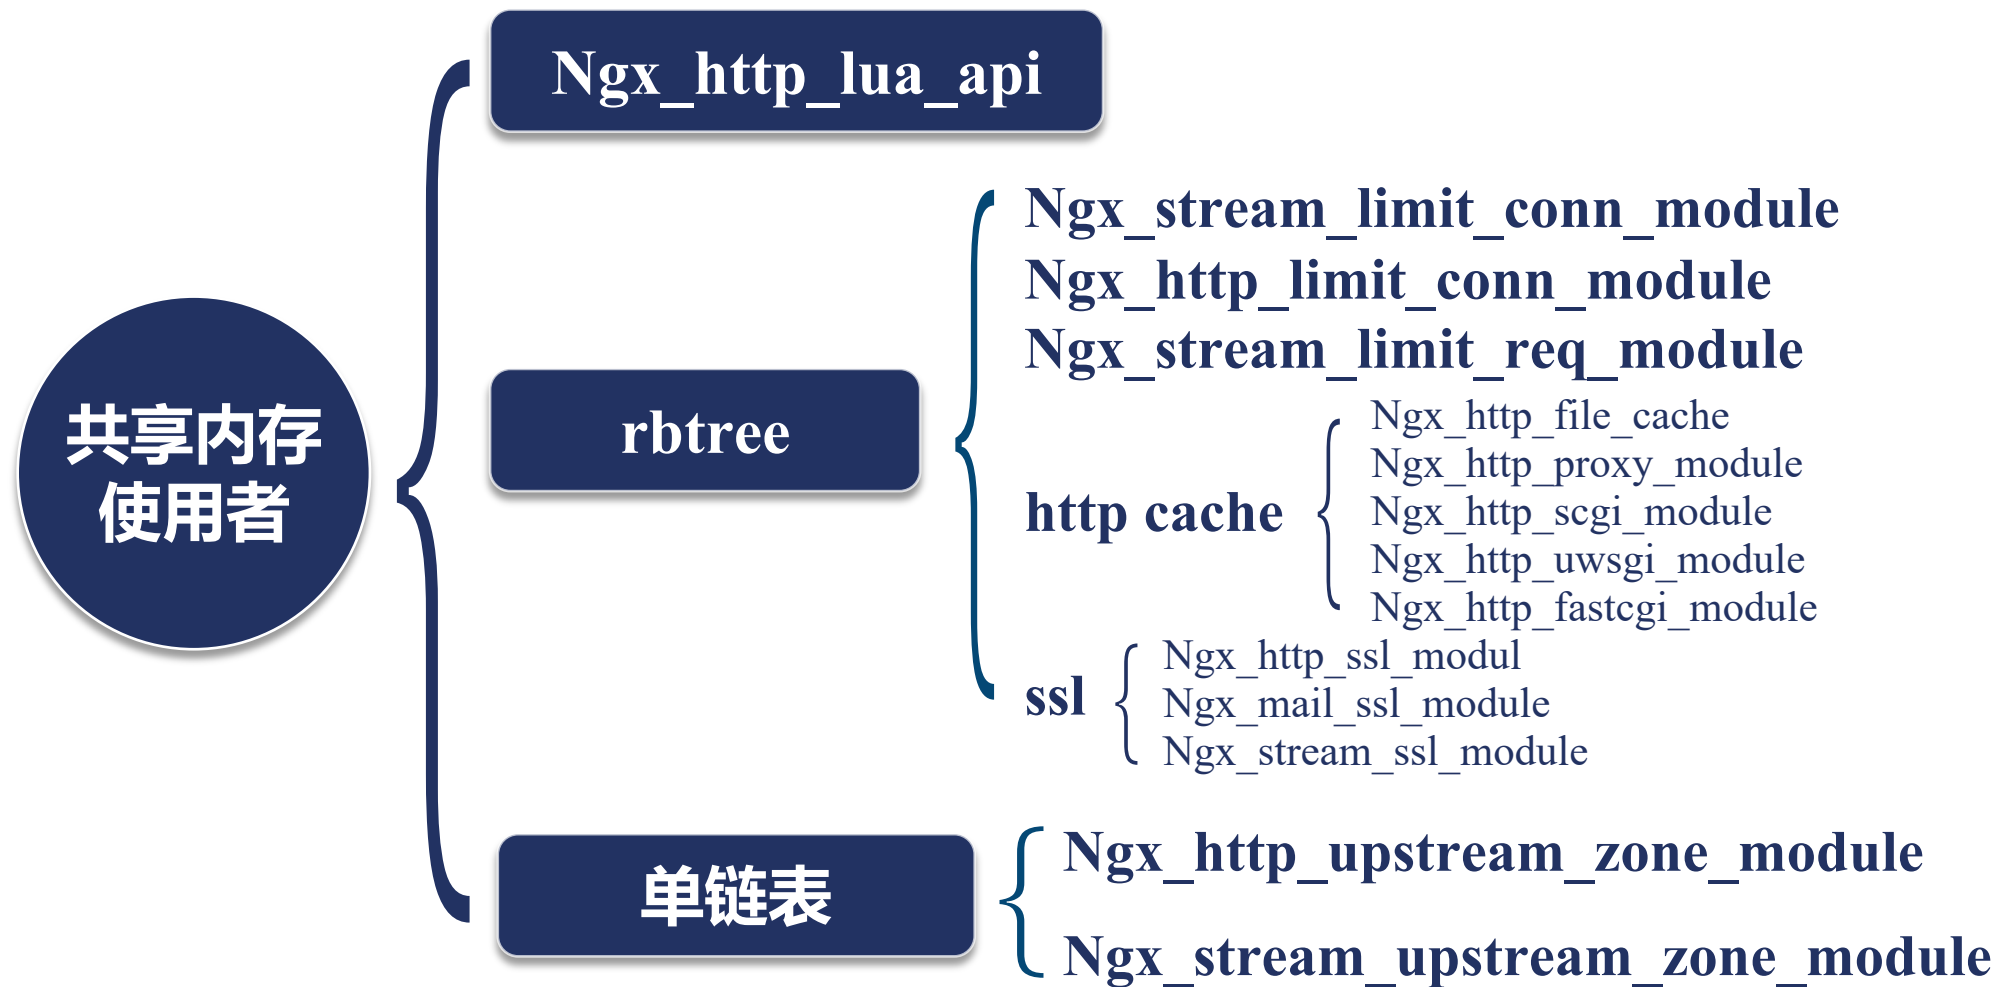 共享内存
使用者
Ngx_http_lua_api
rbtree
Ngx_stream_limit_conn_module
Ngx_http_limit_conn_module
Ngx_stream_limit_req_module
http cache
Ngx_http_file_cache
Ngx_http_proxy_module
Ngx_http_scgi_module
Ngx_http_uwsgi_module
Ngx_http_fastcgi_module
ssl
Ngx_http_ssl_modul
Ngx_mail_ssl_module
Ngx_stream_ssl_module
单链表
Ngx_http_upstream_zone_module
Ngx_stream_upstream_zone_module